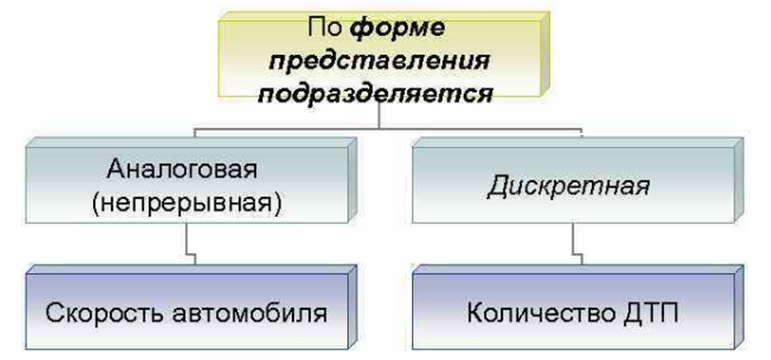 По форме
представления
подразделяется
Аналоговая
(непрерывная)
Дискретная
Скорость автомобиля
Количество ДТП